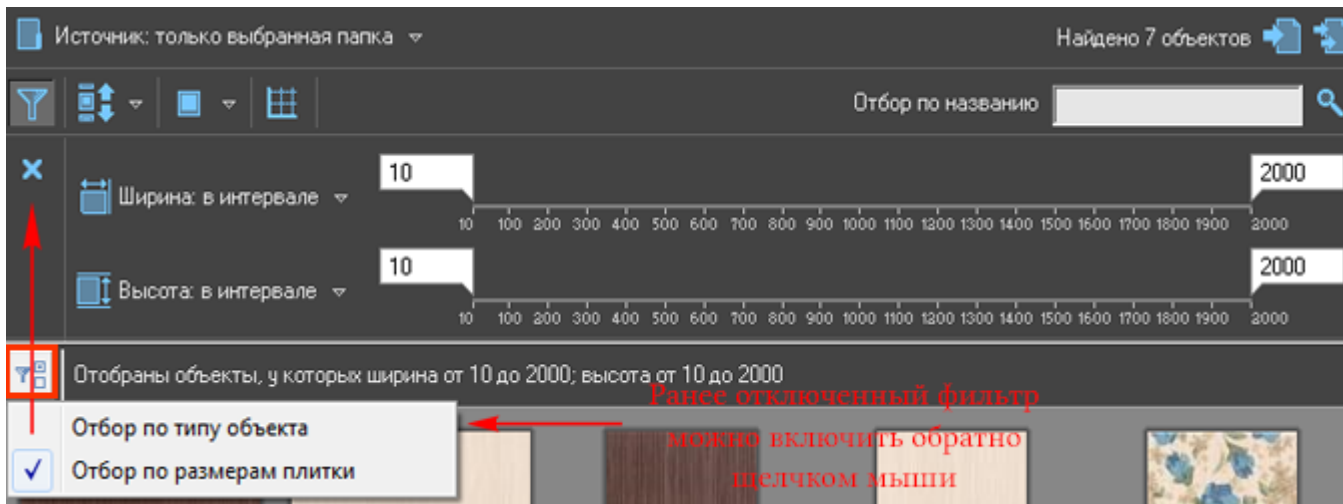 Источник: только выбранная папка
Найдено 7 объектов
Отбор по названию
Ширина: в интервале
10
2000
10 100 200 300 400 500 600 700 800 900 1000 1100 1200 1300 1400 1500 1600 1700 1800 1900 2000
Высота: в интервале
10
2000
10 100 200 300 400 500 600 700 800 900 1000 1100 1200 1300 1400 1500 1600 1700 1800 1900 2000
Отобраны объекты, у которых ширина от 10 до 2000; высота от 10 до 2000
Ранее отключенный фильтр
можно включить обратно
щелчком мыши
Отбор по типу объекта
Отбор по размерам плитки